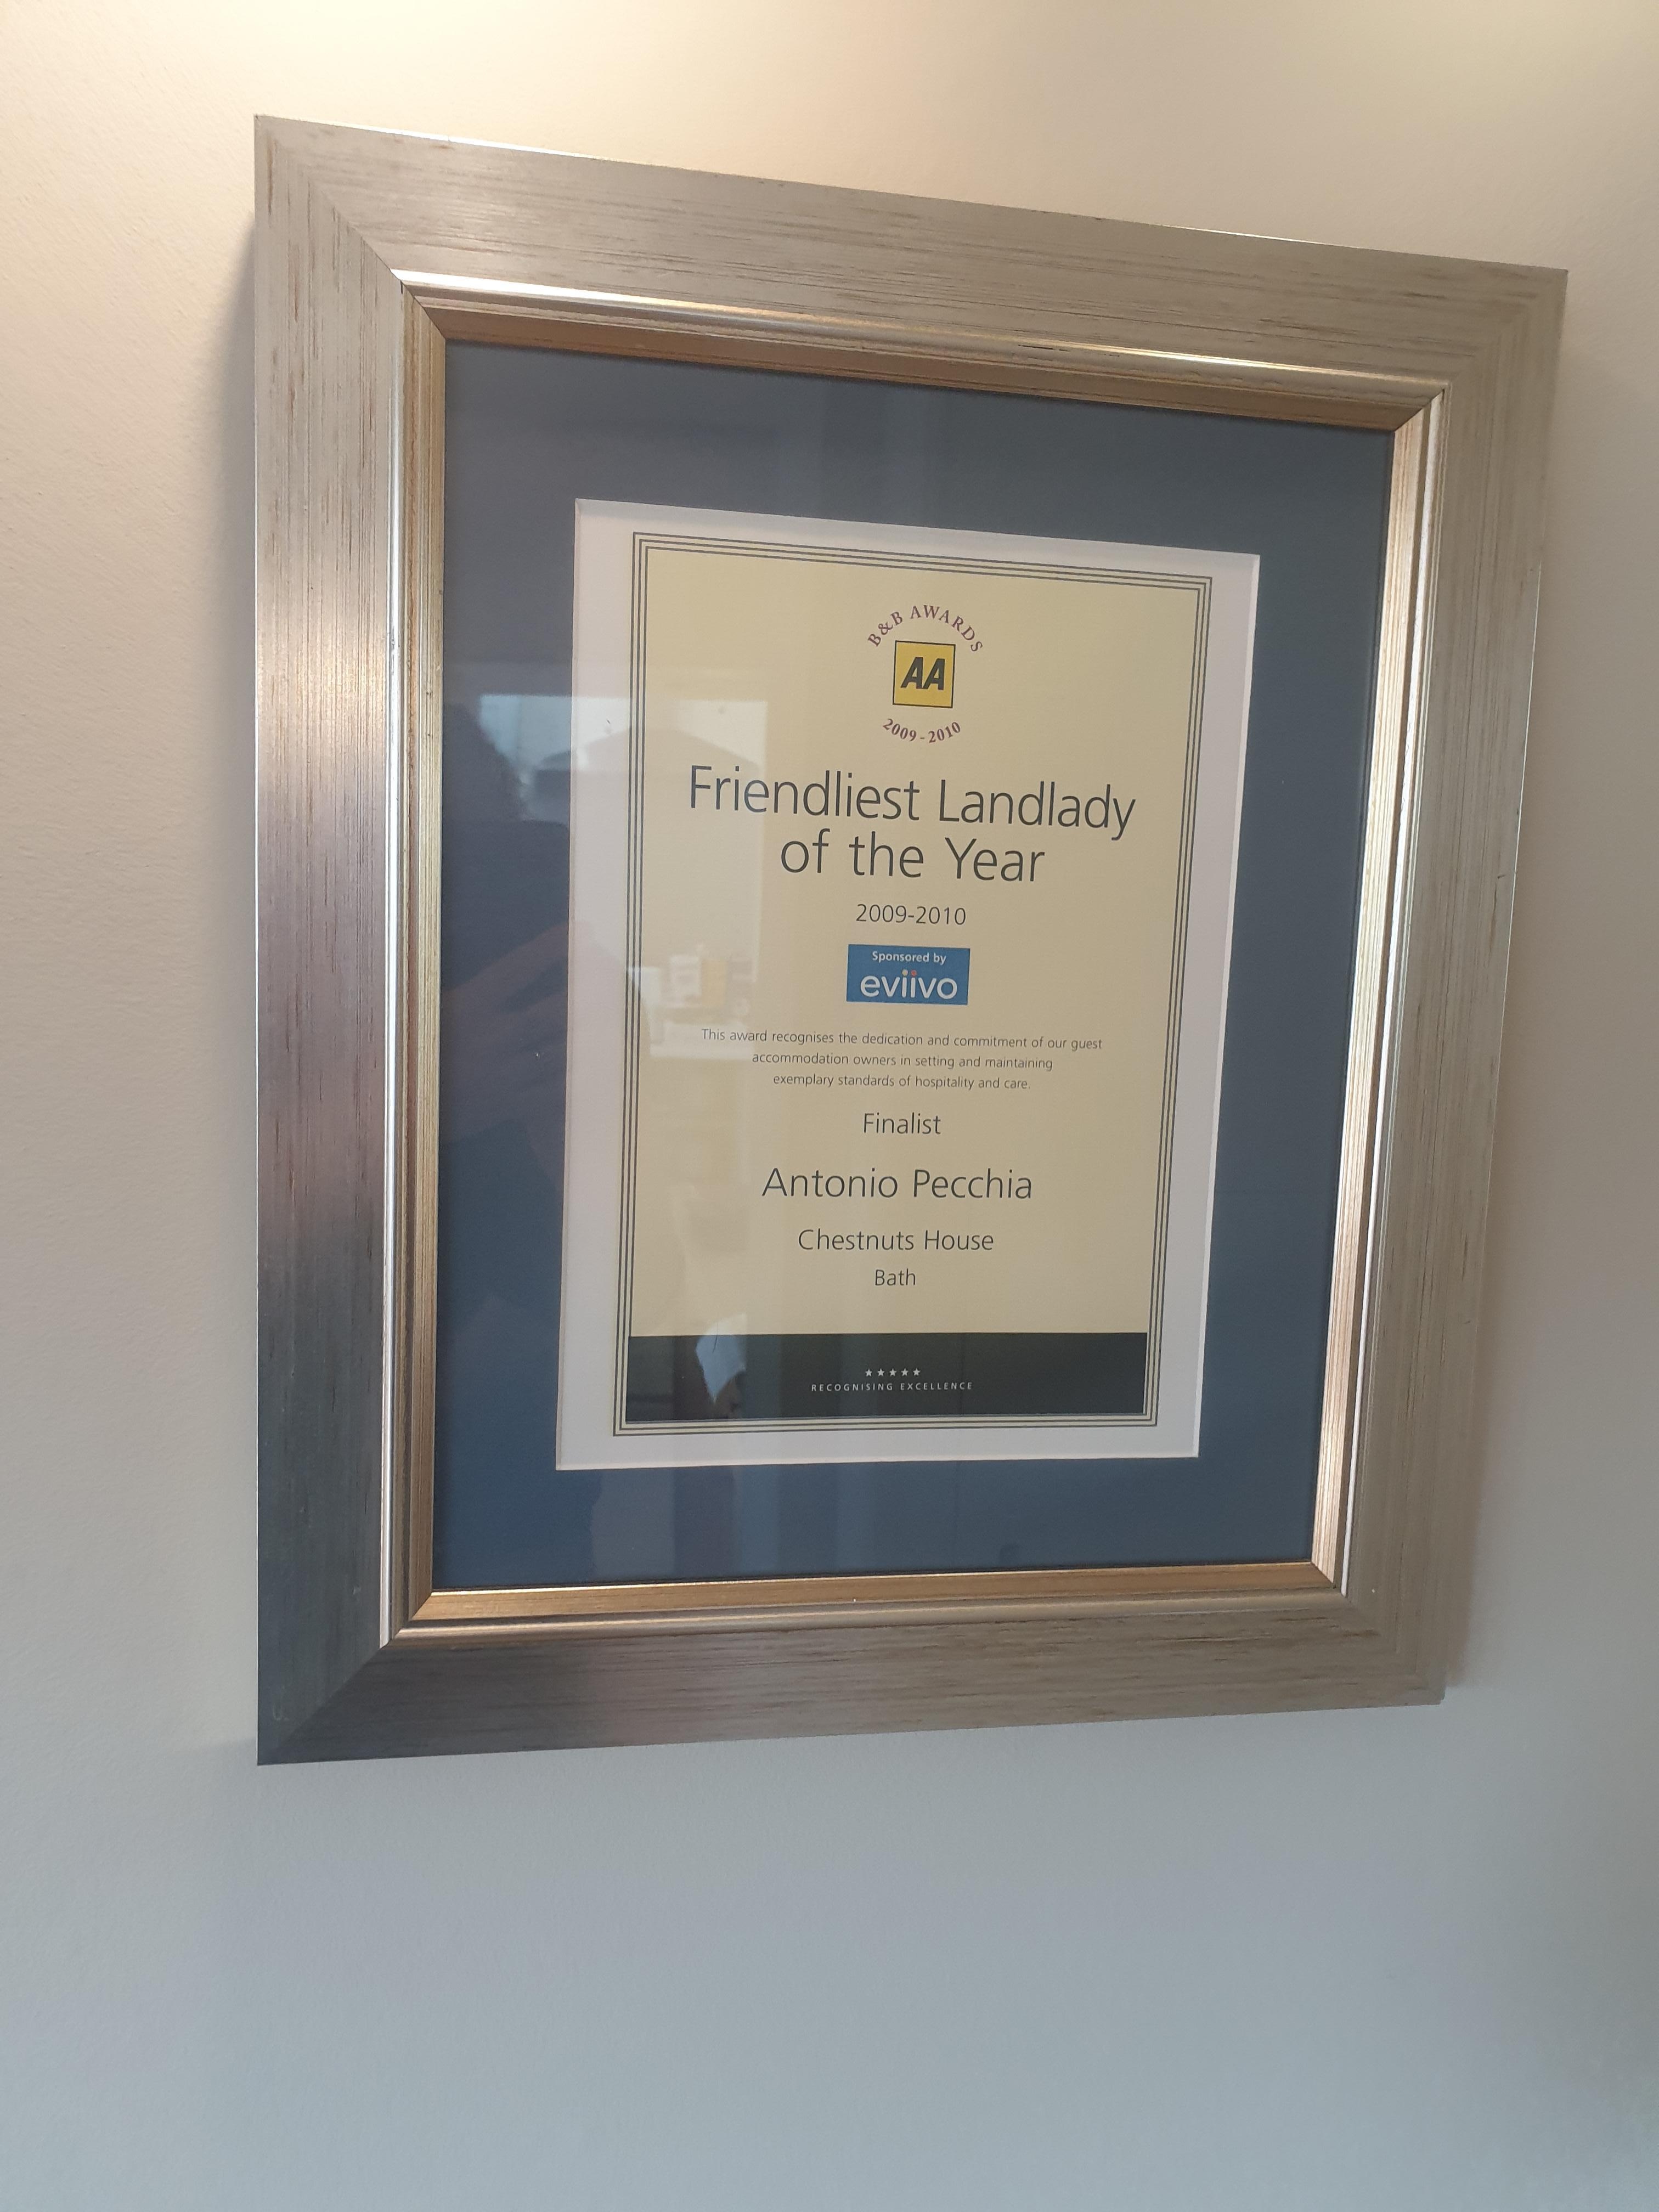 B&B AWARDS
AA
2009-2010
Friendliest Landlady
of the Year
2009-2010
Sponsored by
eviivo
This award recognises the dedication and commitment of our guest
accommodation owners in setting and maintaining
exemplary standards of hospitality and care.
Finalist
Antonio Pecchia
Chestnuts House
Bath
★★★★★
RECOGNISING EXCELLENCE